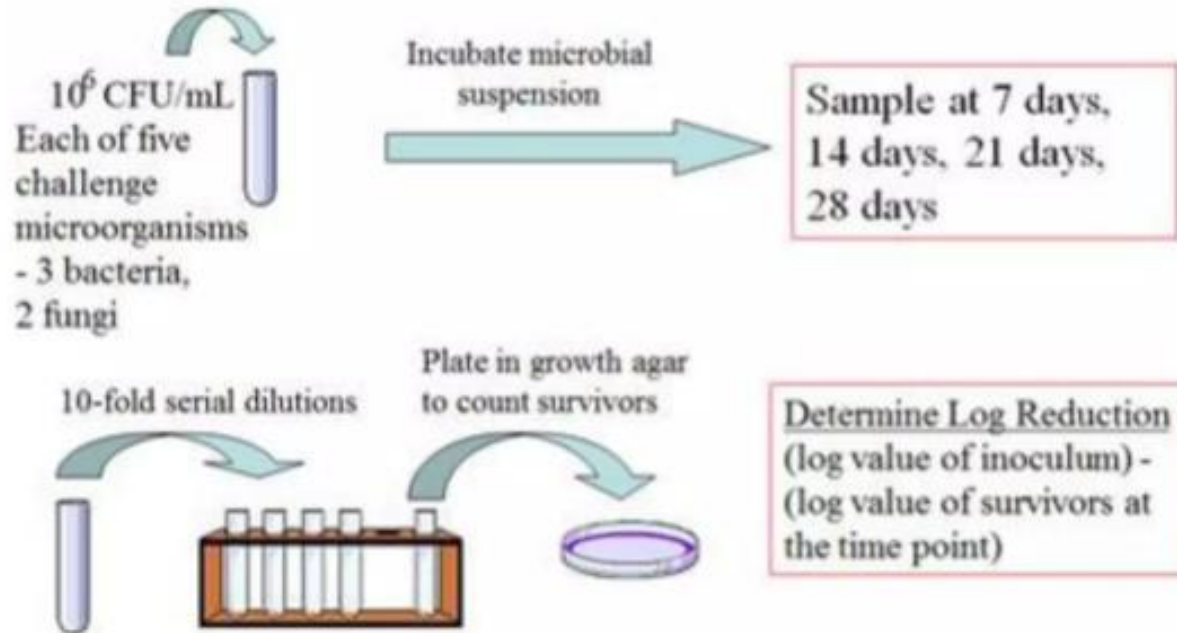 10⁶ CFU/mL
Each of five
challenge
microorganisms
- 3 bacteria,
2 fungi
Incubate microbial
suspension
Sample at 7 days,
14 days, 21 days,
28 days
10-fold serial dilutions
Plate in growth agar
to count survivors
Determine Log Reduction
(log value of inoculum) -
(log value of survivors at
the time point)